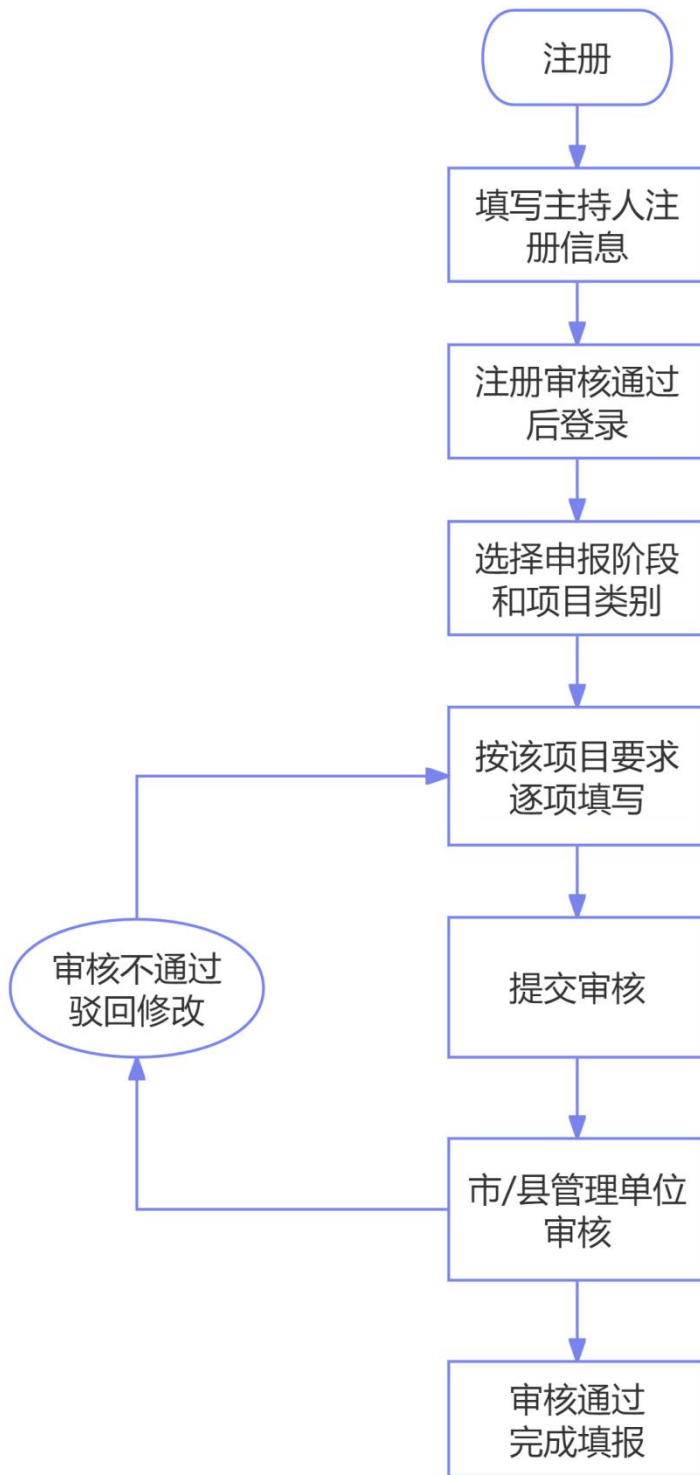 注册
填写主持人注
册信息
注册审核通过
后登录
选择申报阶段
和项目类别
按该项目要求
逐项填写
审核不通过
驳回修改
提交审核
市/县管理单位
审核
审核通过
完成填报